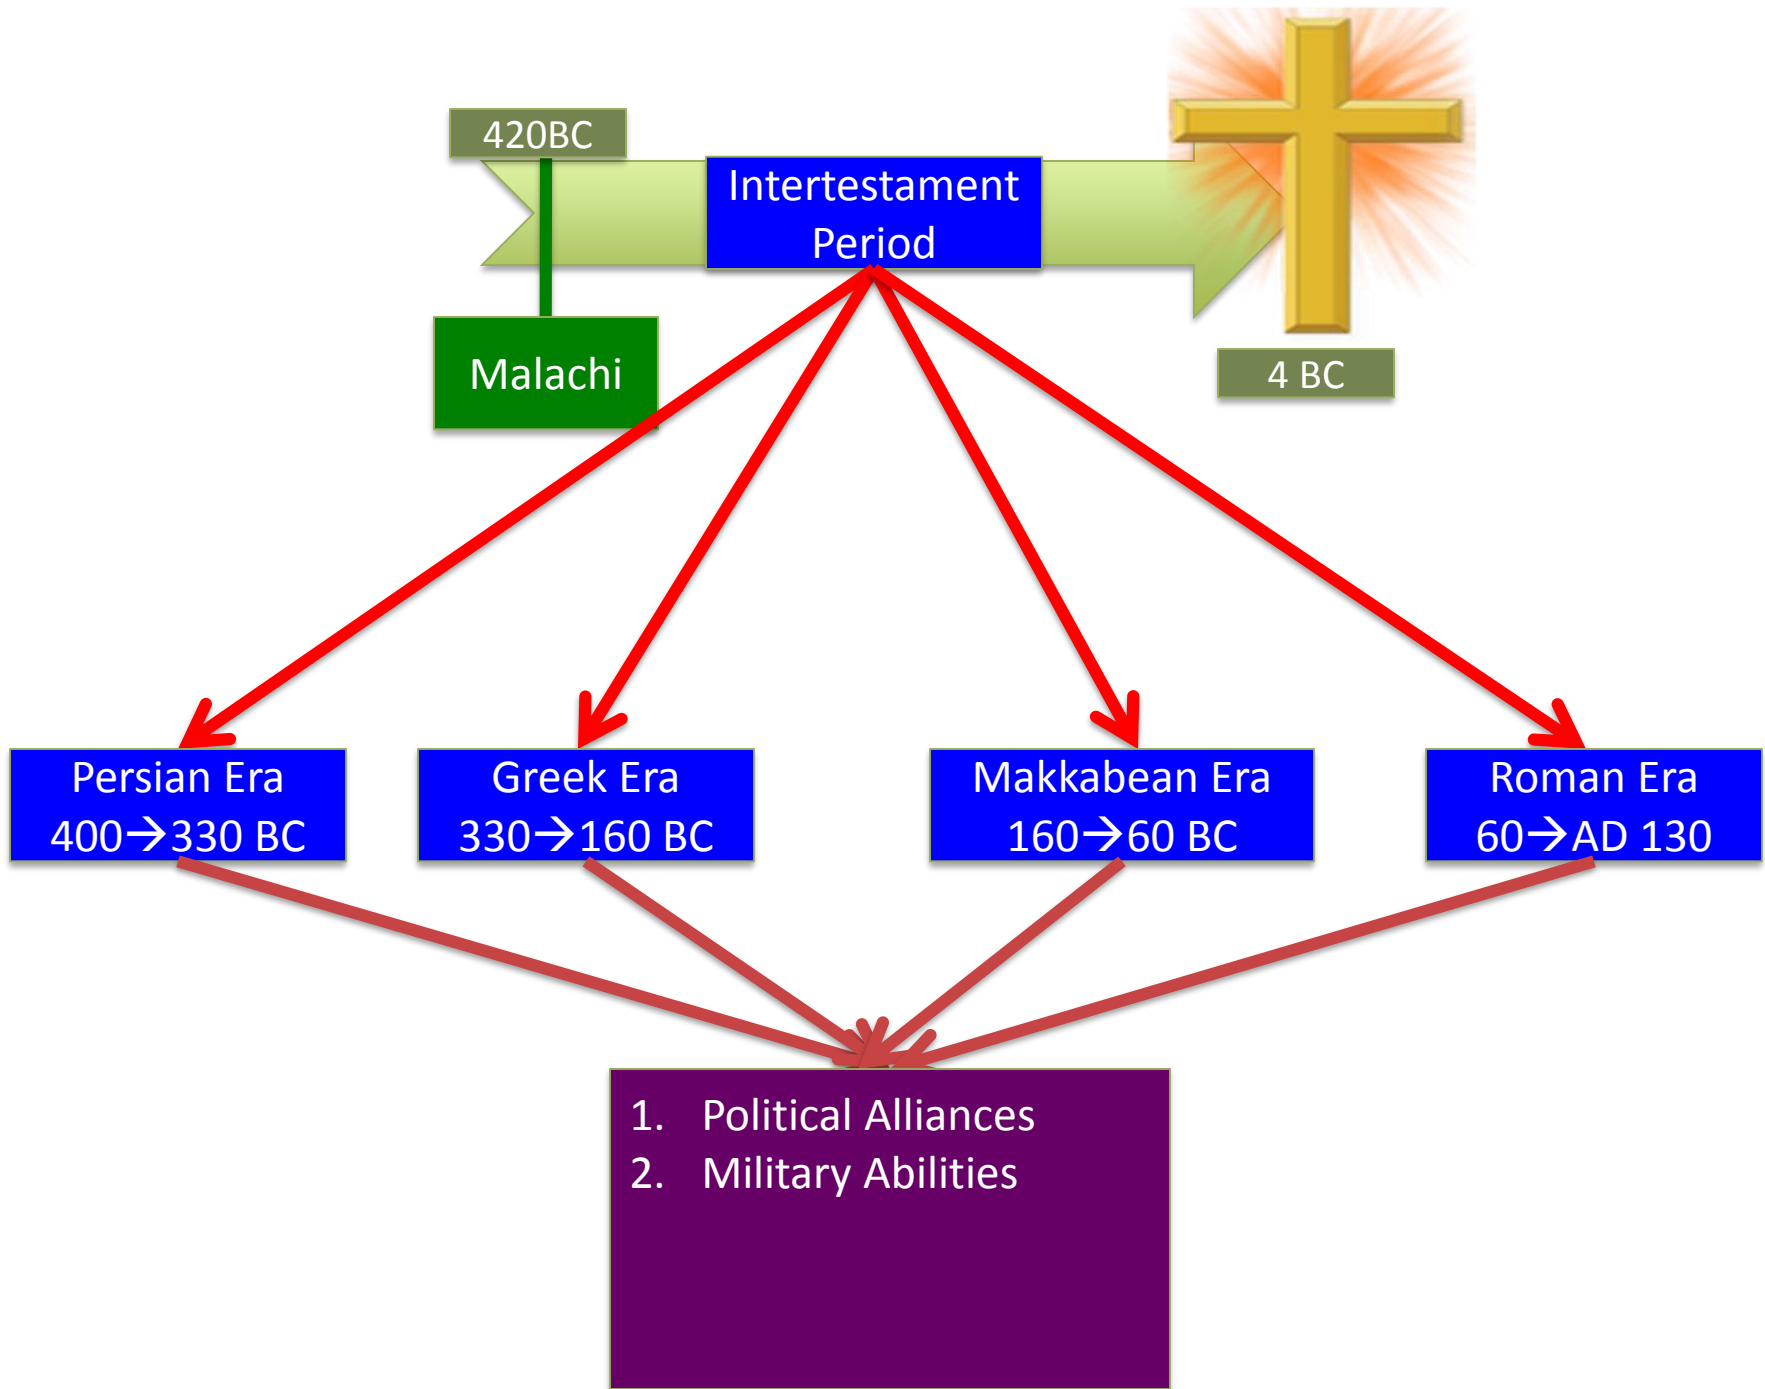 420BC
Intertestament
Period
Malachi
4 BC
Persian Era
400→330 BC
Greek Era
330→160 BC
Makkabean Era
160→60 BC
Roman Era
60→AD 130
1. Political Alliances
2. Military Abilities